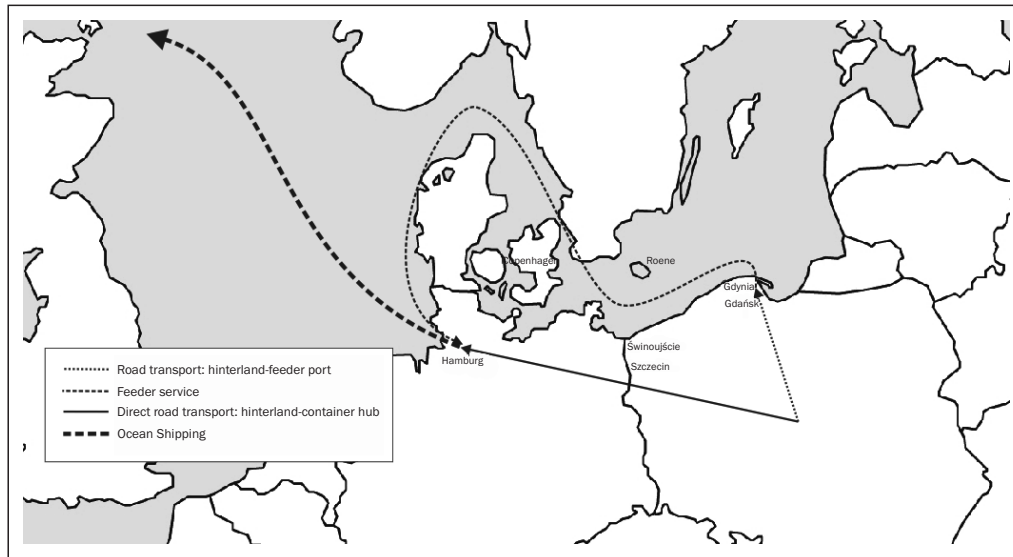 Copenhagen
Roene
Gdynia
Gdańsk
Świnoujście
Szczecin
Hamburg
Road transport: hinterland-feeder port
Feeder service
Direct road transport: hinterland-container hub
Ocean Shipping